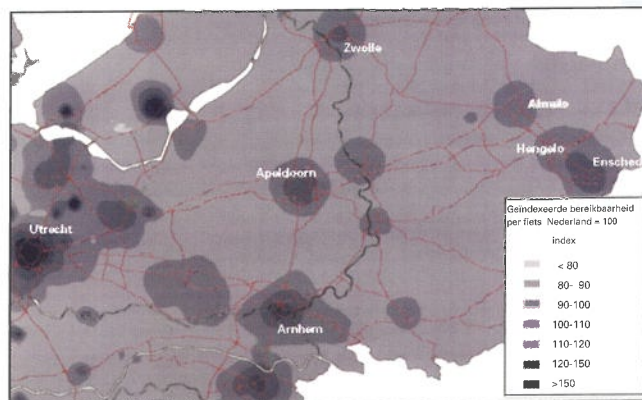 Zwolle
Almelo
Hengelo
Ensched
Apeldoorn
Utrecht
Arnhem
Geïndexeerde bereikbaarheid
per fiets Nederland = 100
index
< 80
80- 90
90-100
100-110
110-120
120-150
>150